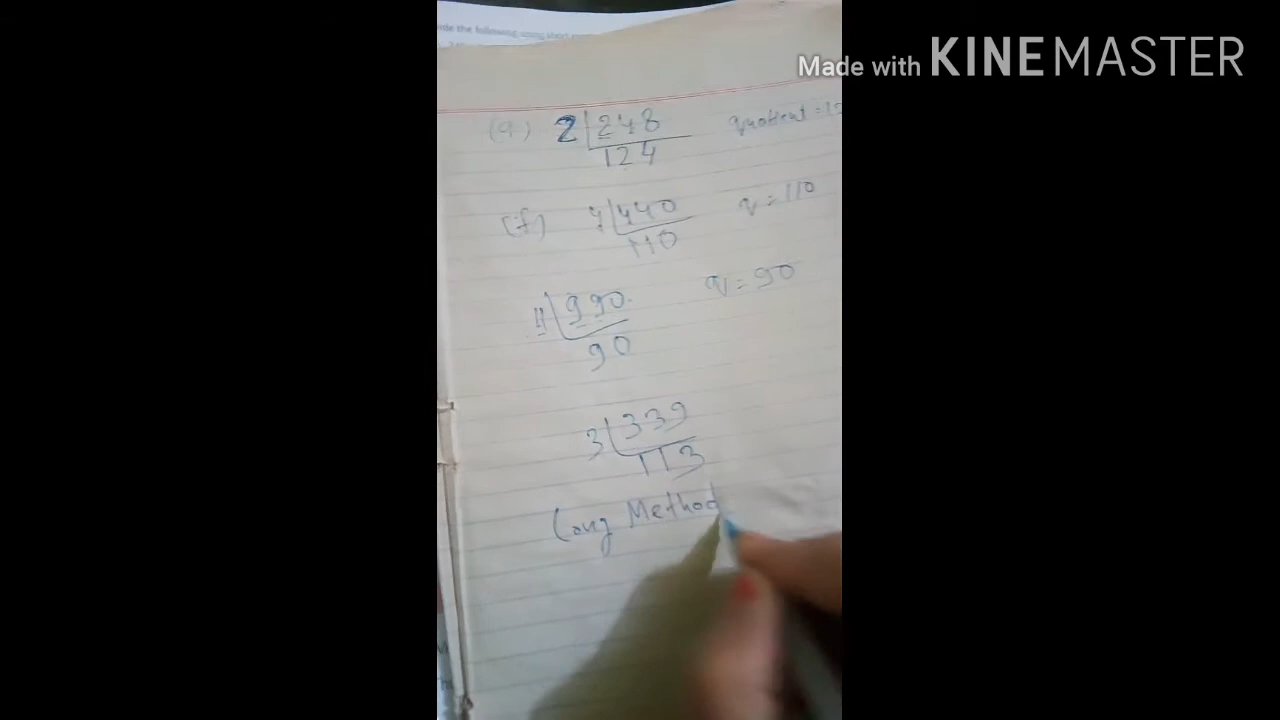 Made with KINEMASTER
(a) 2 248 quotient = 12
124
(f) 4 440 q = 110
110
11 990 q = 90
90
3 339
113
Long Method